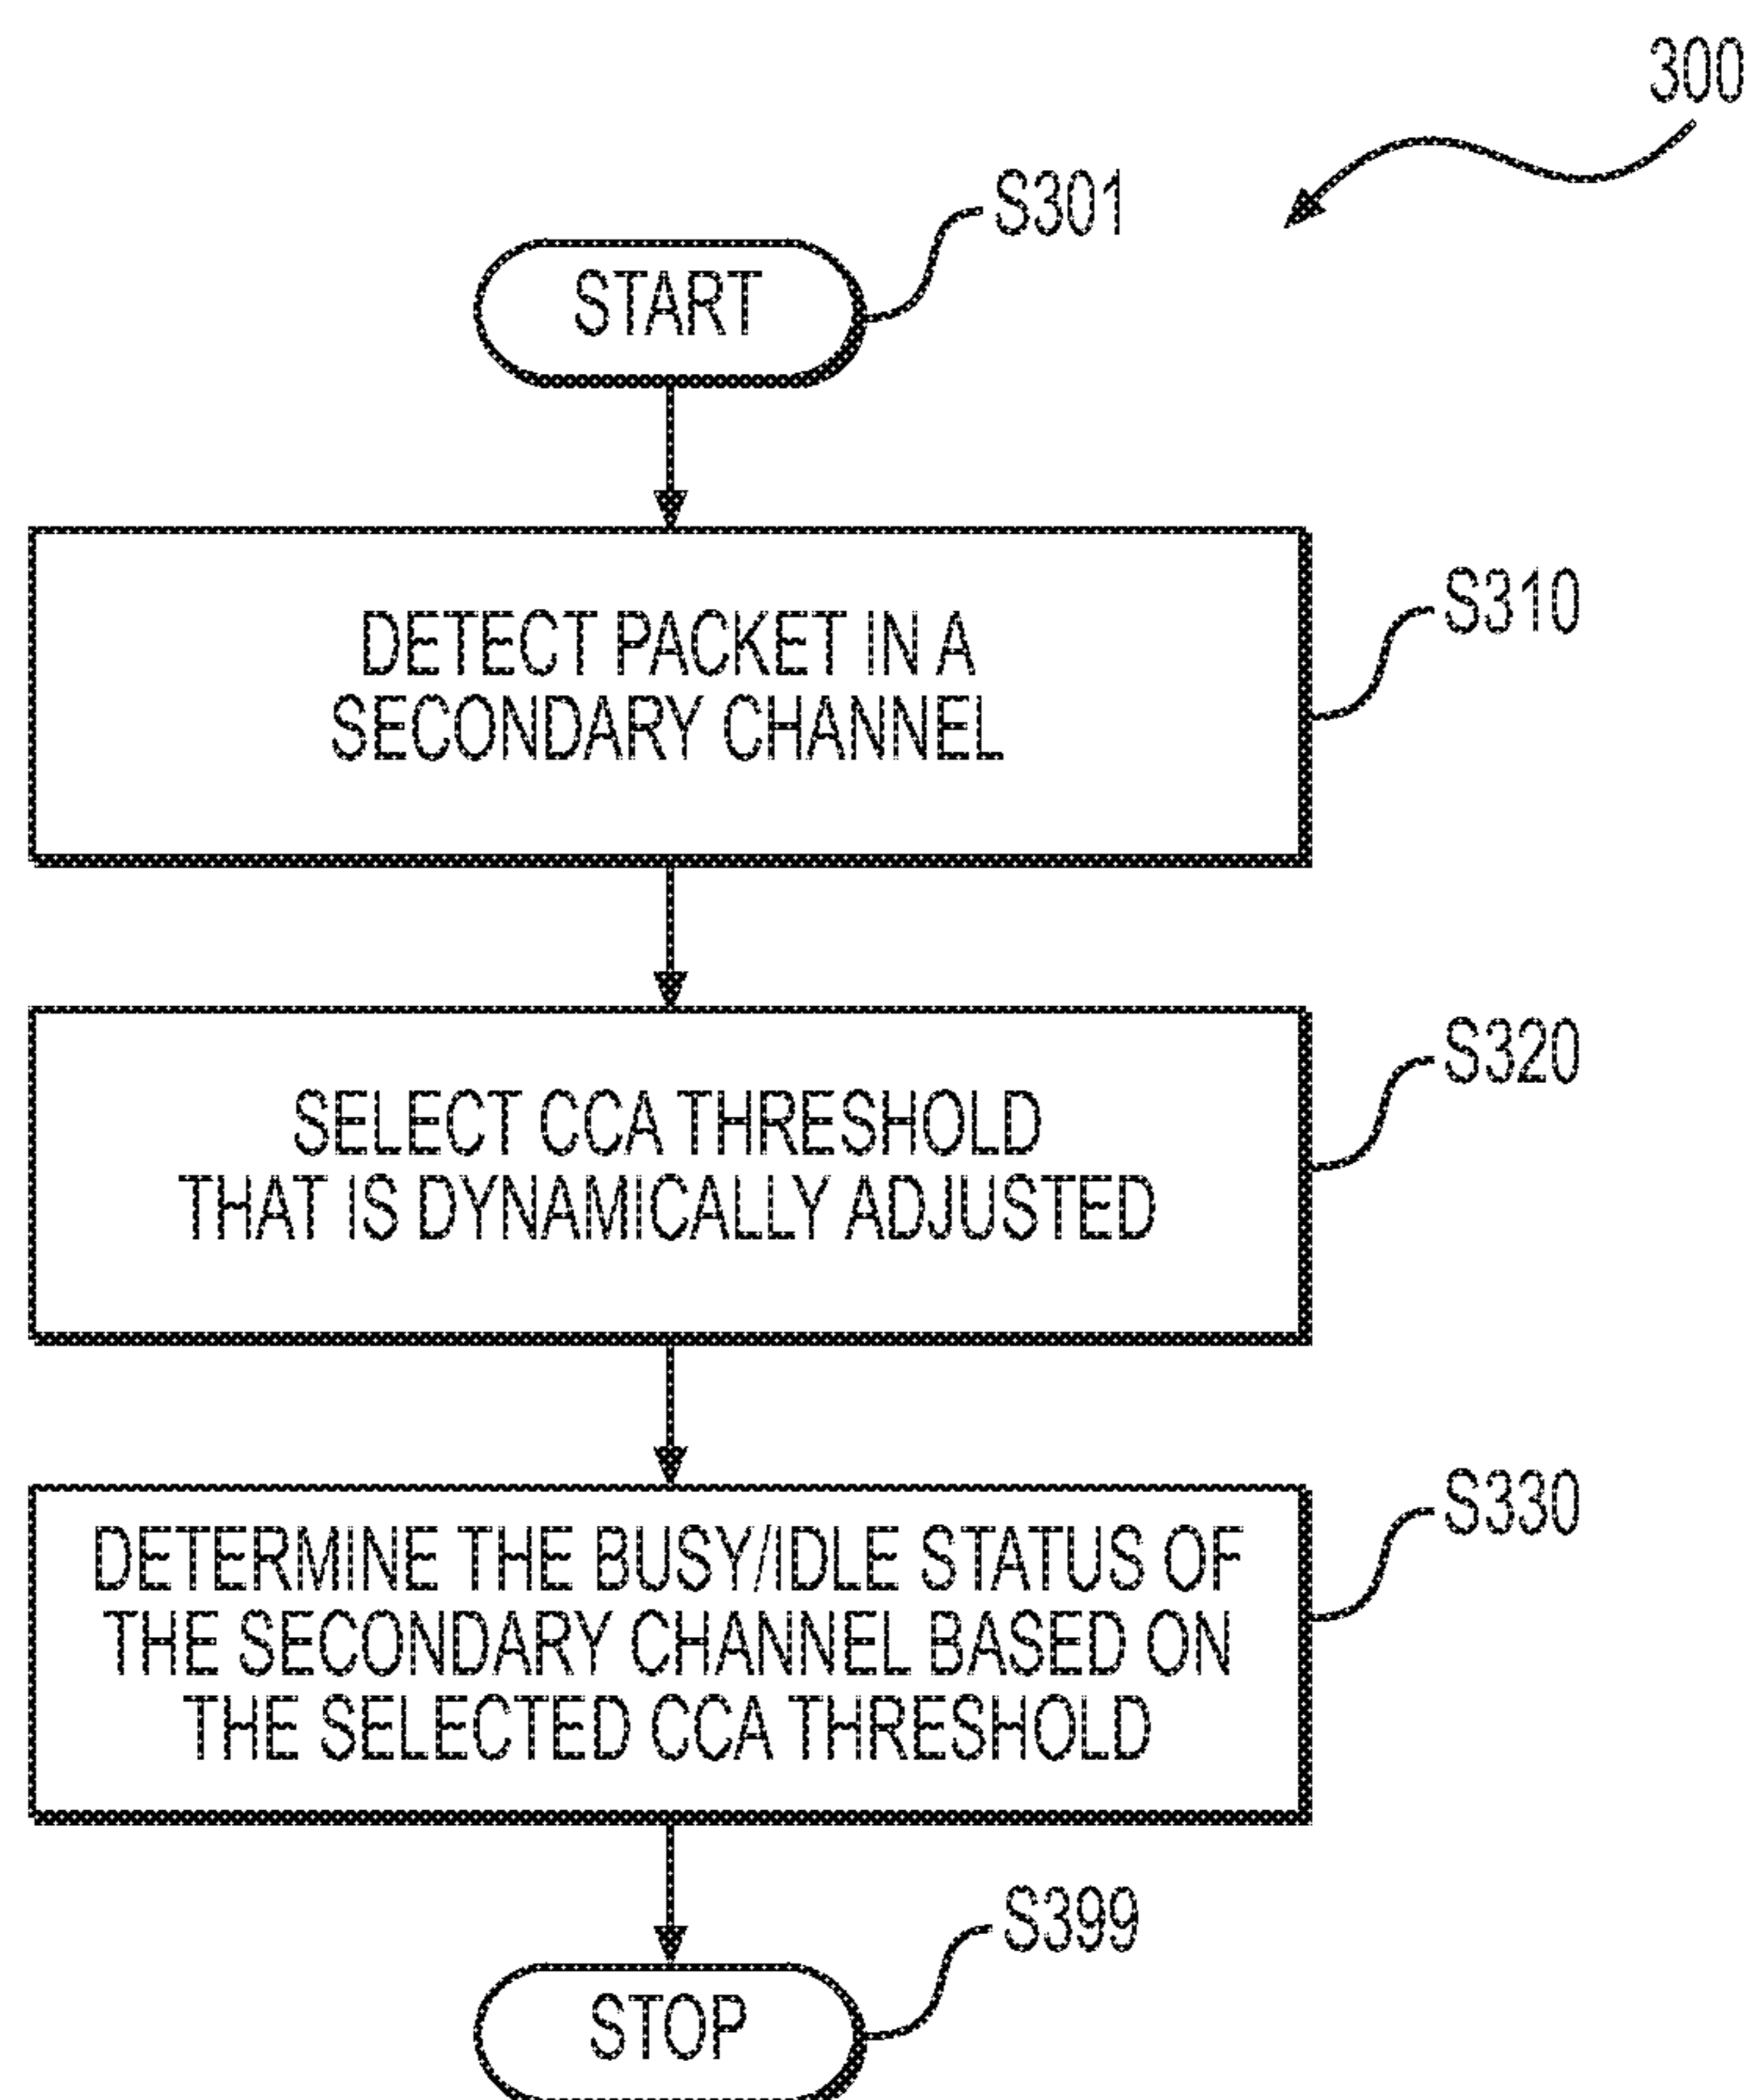 300
S301
START
S310
DETECT PACKET IN A
SECONDARY CHANNEL
S320
SELECT CCA THRESHOLD
THAT IS DYNAMICALLY ADJUSTED
S330
DETERMINE THE BUSY/IDLE STATUS OF
THE SECONDARY CHANNEL BASED ON
THE SELECTED CCA THRESHOLD
S399
STOP